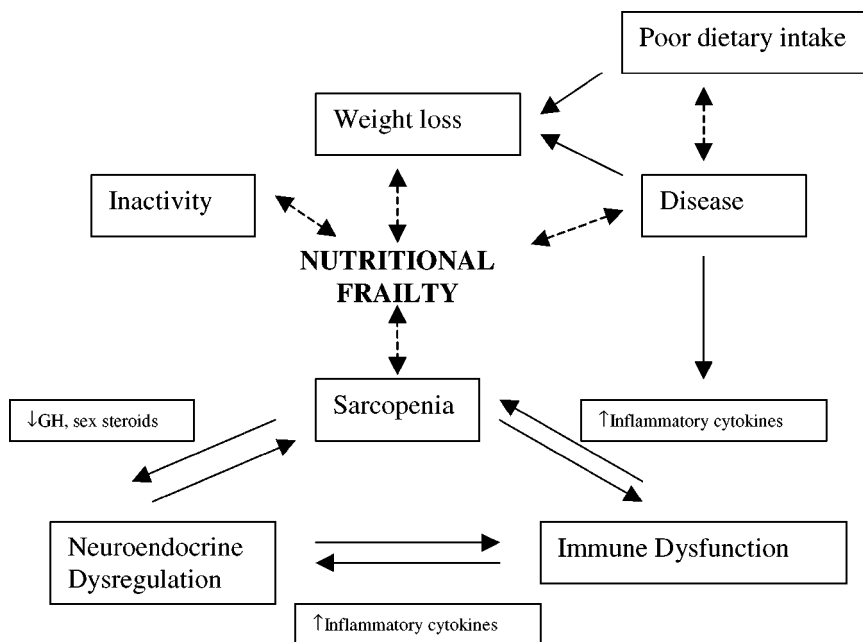 Poor dietary intake
Weight loss
Inactivity
Disease
NUTRITIONAL
FRAILTY
Sarcopenia
↓GH, sex steroids
↑Inflammatory cytokines
Neuroendocrine
Dysregulation
Immune Dysfunction
↑Inflammatory cytokines